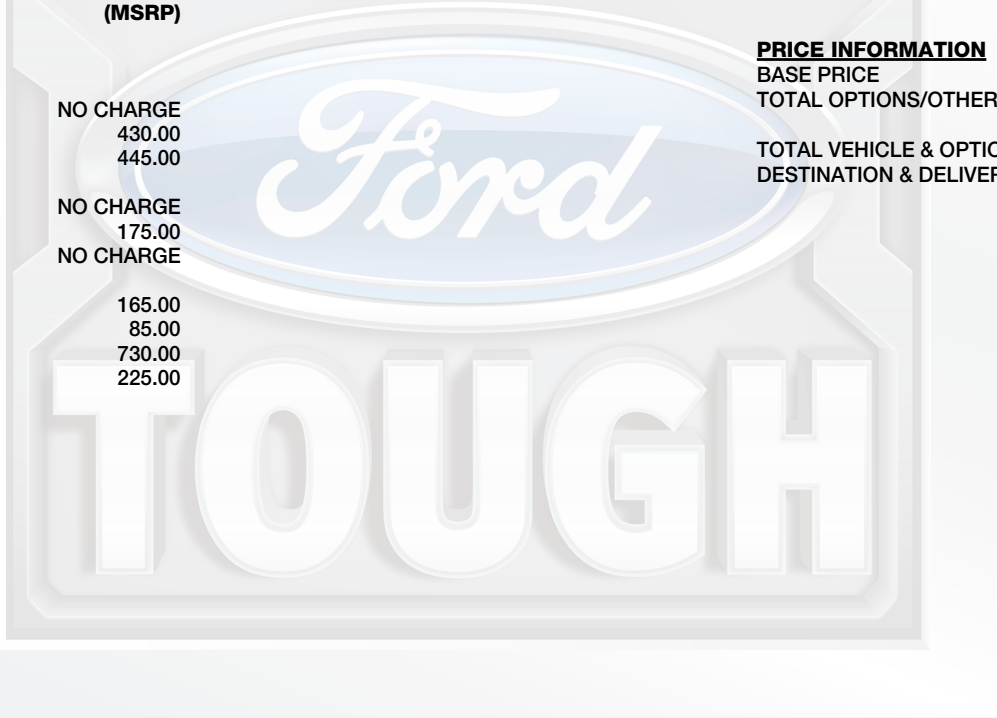 (MSRP)
NO CHARGE
430.00
445.00
NO CHARGE
175.00
NO CHARGE
165.00
85.00
730.00
225.00
PRICE INFORMATION
BASE PRICE
TOTAL OPTIONS/OTHER
TOTAL VEHICLE & OPTIO
DESTINATION & DELIVER
Ford
TOUGH